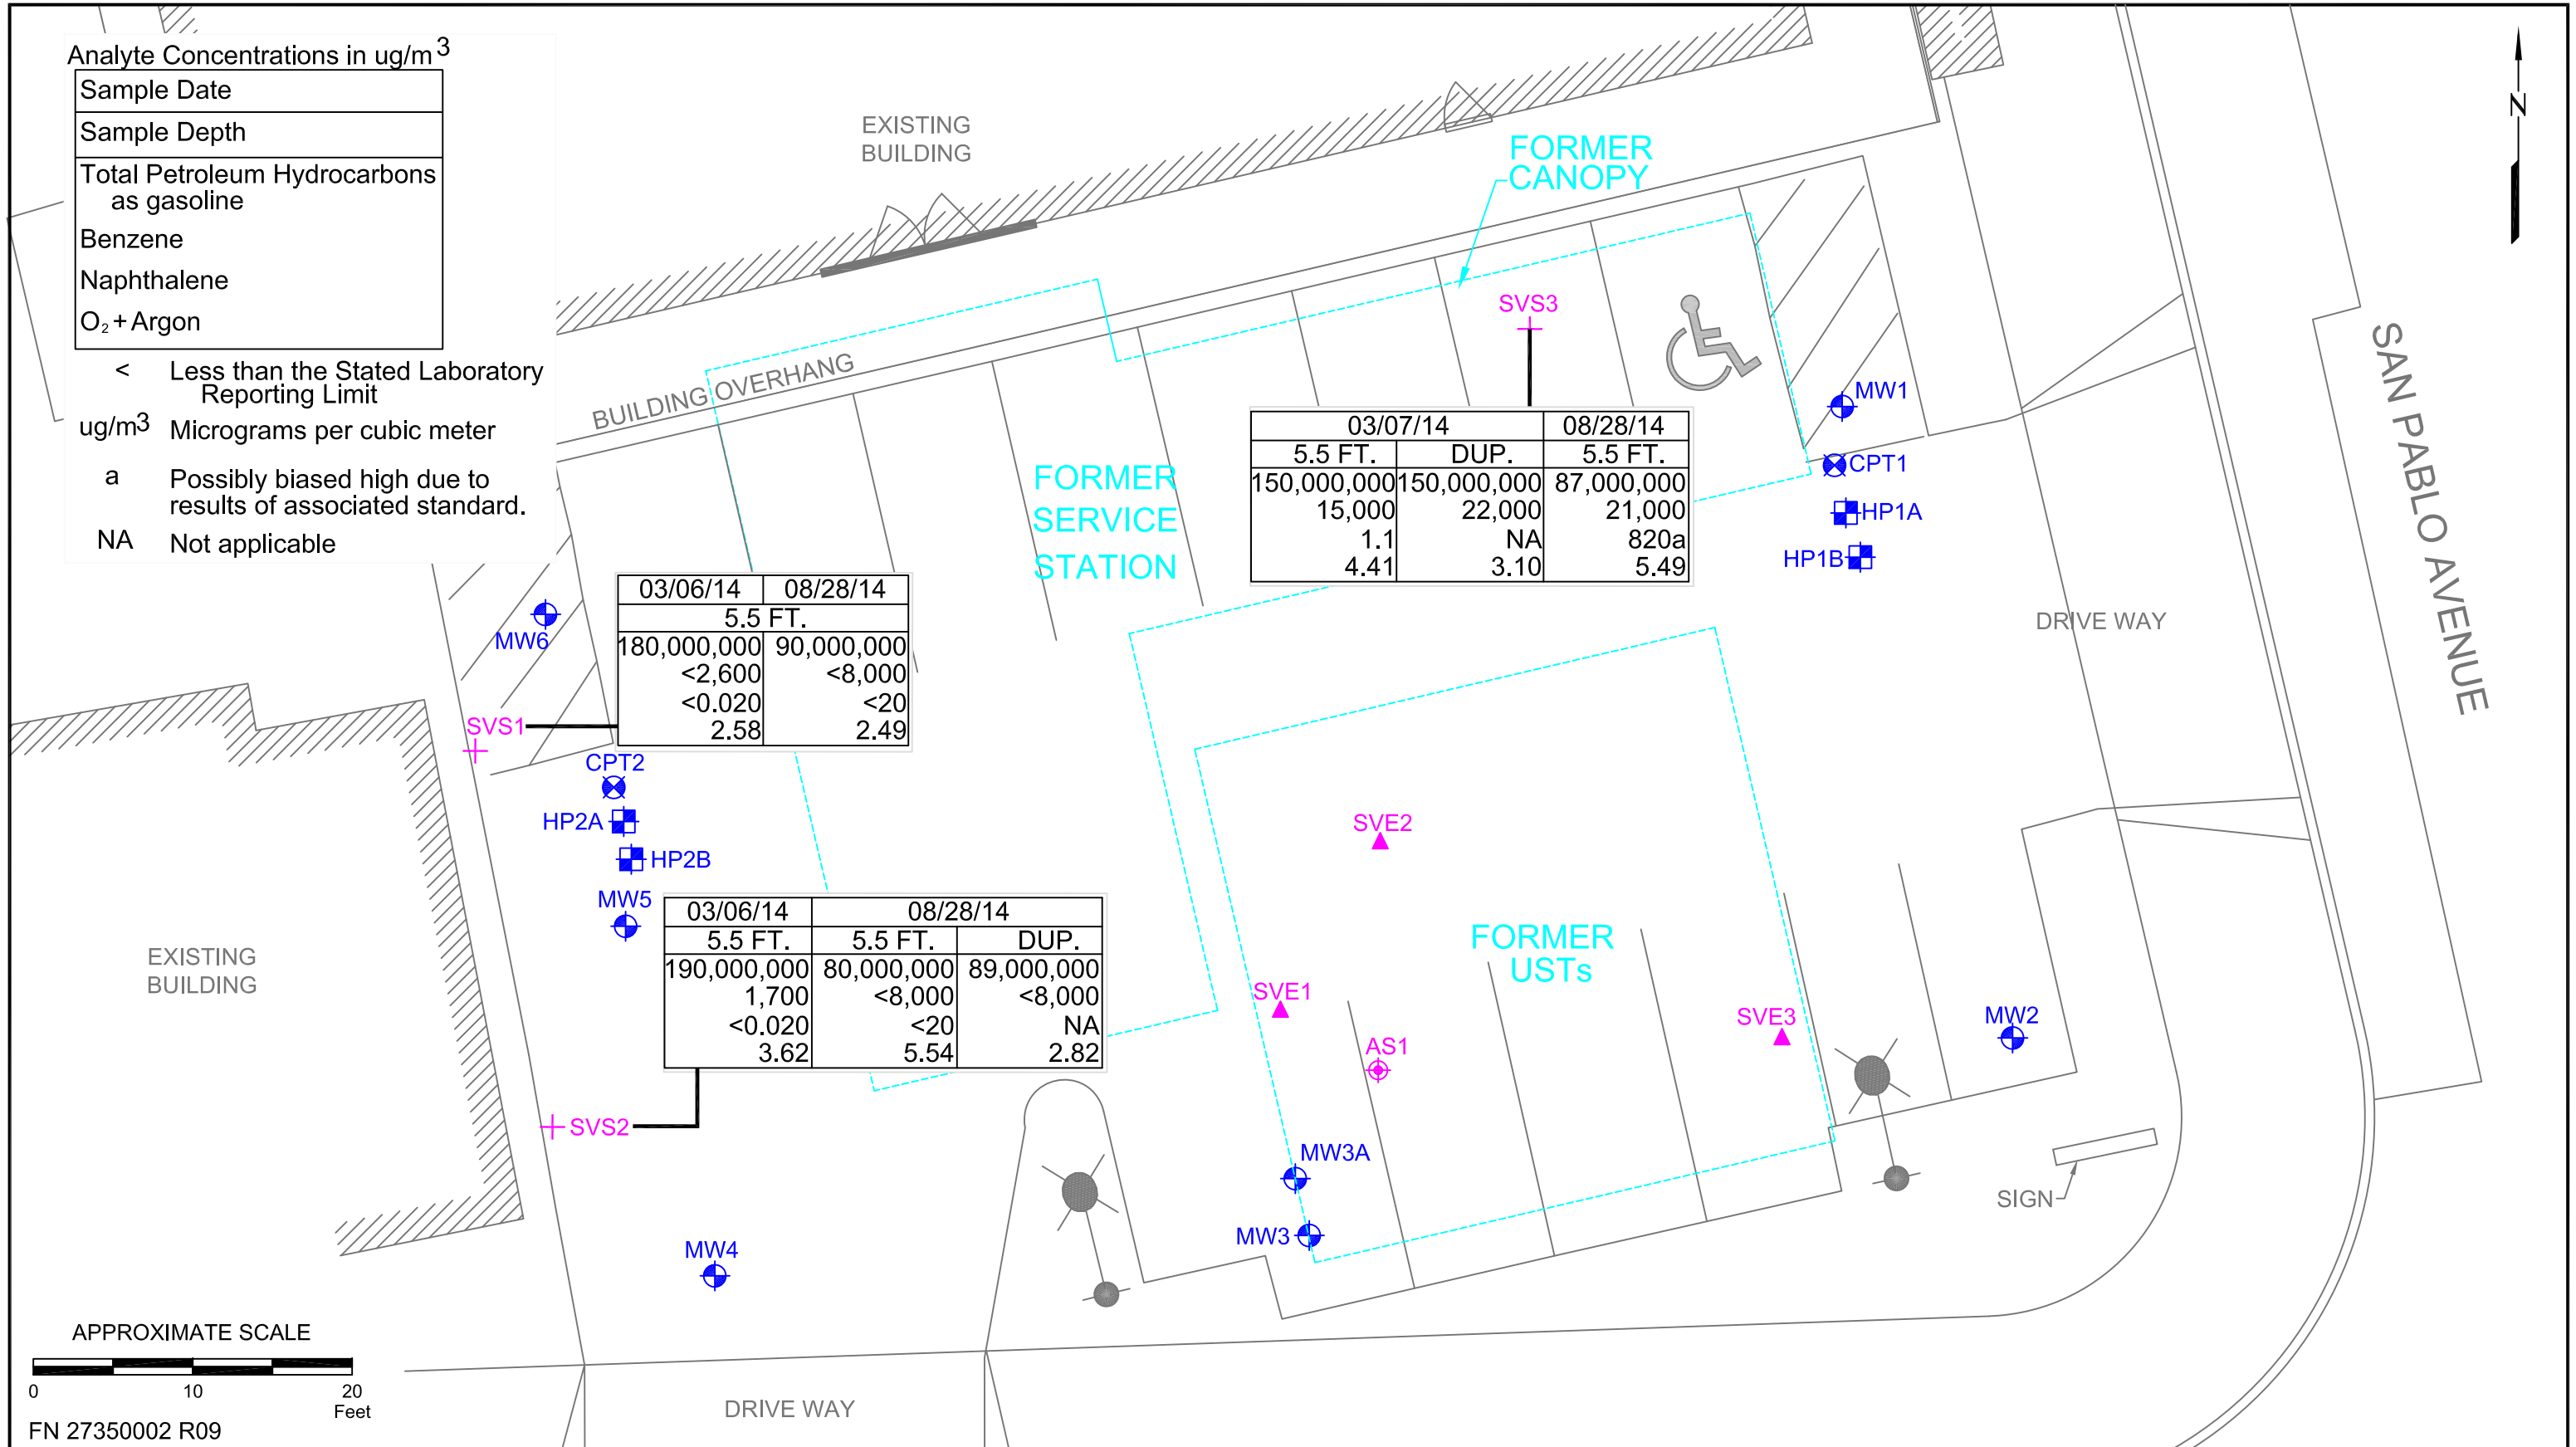 Analyte Concentrations in ug/m3
Sample Date
Sample Depth
Total Petroleum Hydrocarbons
as gasoline
Benzene
Naphthalene
O₂+Argon
< Less than the Stated Laboratory
Reporting Limit
ug/m3 Micrograms per cubic meter
a Possibly biased high due to
results of associated standard.
NA Not applicable
EXISTING
BUILDING
FORMER
CANOPY
N
SVS3
BUILDING OVERHANG
MW1
CPT1
HP1A
HP1B
SAN PABLO AVENUE
DRIVE WAY
03/07/14 08/28/14
5.5 FT. DUP. 5.5 FT.
150,000,000 150,000,000 87,000,000
15,000 22,000 21,000
1.1 NA 820a
4.41 3.10 5.49
FORMER
SERVICE
STATION
MW6
03/06/14 08/28/14
5.5 FT.
180,000,000 90,000,000
<2,600 <8,000
<0.020 <20
2.58 2.49
SVS1
CPT2
HP2A
HP2B
MW5
03/06/14 08/28/14
5.5 FT. 5.5 FT. DUP.
190,000,000 80,000,000 89,000,000
1,700 <8,000 <8,000
<0.020 <20 NA
3.62 5.54 2.82
SVS2
EXISTING
BUILDING
SVE2
FORMER
USTs
SVE1
SVE3
AS1
MW2
MW3A
MW3
SIGN
MW4
APPROXIMATE SCALE
0 10 20
Feet
FN 27350002 R09
DRIVE WAY